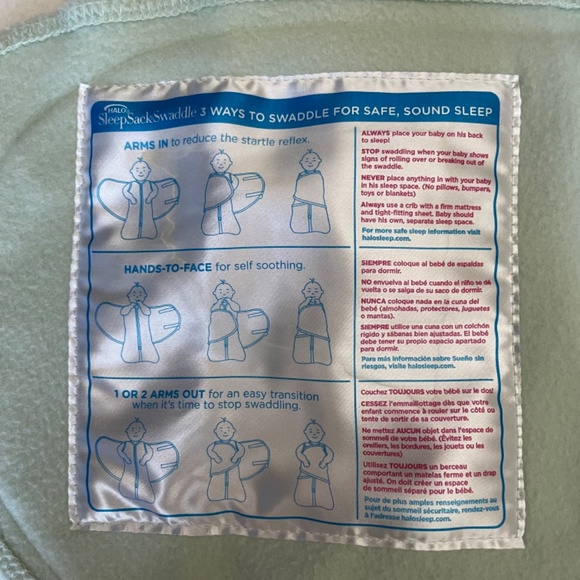 HALO
SleepSack Swaddle 3 WAYS TO SWADDLE FOR SAFE, SOUND SLEEP
ARMS IN to reduce the startle reflex.
ALWAYS place your baby on his back
to sleep!
STOP swaddling when your baby shows
signs of rolling over or breaking out of
the swaddle.
NEVER place anything in with your baby
in his sleep space. (No pillows, bumpers,
toys or blankets)
Always use a crib with a firm mattress
and tight-fitting sheet. Baby should
have his own, separate sleep space.
For more safe sleep information visit
halosleep.com.
HANDS-TO-FACE for self soothing.
SIEMPRE coloque al bebé de espaldas
para dormir.
NO envuelva al bebé cuando el niño se dé
vuelta o se salga de su saco de dormir.
NUNCA coloque nada en la cuna del
bebé (almohadas, protectores, juguetes
o mantas).
SIEMPRE utilice una cuna con un colchón
rígido y sábanas bien ajustadas. El bebé
debe tener su propio espacio apartado
para dormir.
Para más información sobre Sueño sin
riesgos, visite halosleep.com.
1 OR 2 ARMS OUT for an easy transition
when it's time to stop swaddling.
Couchez TOUJOURS votre bébé sur le dos!
CESSEZ l'emmaillottage dès que votre
enfant commence à rouler sur le côté ou
tente de sortir de sa couverture.
Ne mettez AUCUN objet dans l'espace de
sommeil de votre bébé. (Évitez les
oreillers, les bordures, les jouets ou les
couvertures)
Utilisez TOUJOURS un berceau
comportant un matelas ferme et un drap
ajusté. On doit créer un espace
de sommeil séparé pour le bébé.
Pour de plus amples renseignements au
sujet du sommeil sécuritaire, rendez-vous
à l'adresse halosleep.com.